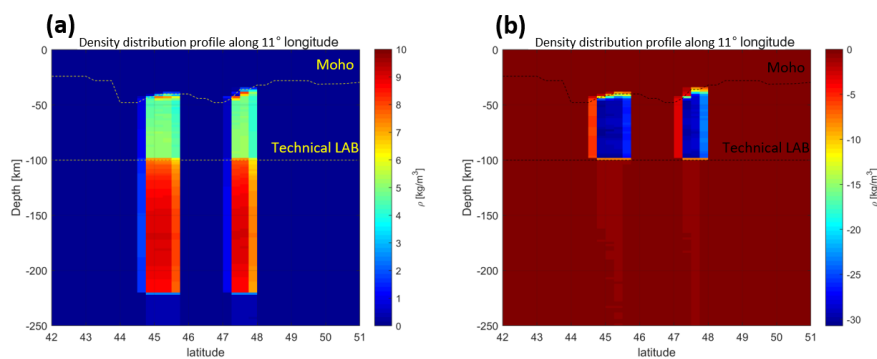 (a)
Density distribution profile along 11° longitude
Moho
Technical LAB
0
-50
-100
-150
-200
-250
Depth [km]
42 43 44 45 46 47 48 49 50 51
latitude
10
9
8
7
6
5
4
3
2
1
0
ρ [kg/m³]
(b)
Density distribution profile along 11° longitude
Moho
Technical LAB
0
-50
-100
-150
-200
-250
Depth [km]
42 43 44 45 46 47 48 49 50 51
latitude
0
-5
-10
-15
-20
-25
-30
ρ [kg/m³]